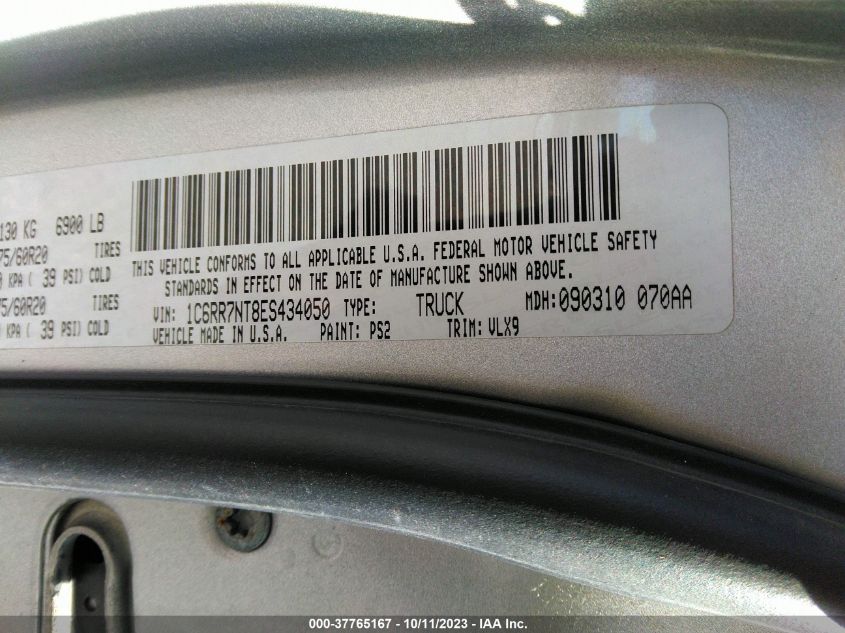 130 KG 6900 LB
75/60R20 TIRES
KPA ( 39 PSI) COLD
75/60R20 TIRES
KPA ( 39 PSI) COLD
THIS VEHICLE CONFORMS TO ALL APPLICABLE U.S.A. FEDERAL MOTOR VEHICLE SAFETY
STANDARDS IN EFFECT ON THE DATE OF MANUFACTURE SHOWN ABOVE.
VIN: 1C6RR7NT8ES434050 TYPE: TRUCK MDH: 090310 070AA
VEHICLE MADE IN U.S.A. PAINT: PS2 TRIM: VLX9
000-37765167 - 10/11/2023 - IAA Inc.